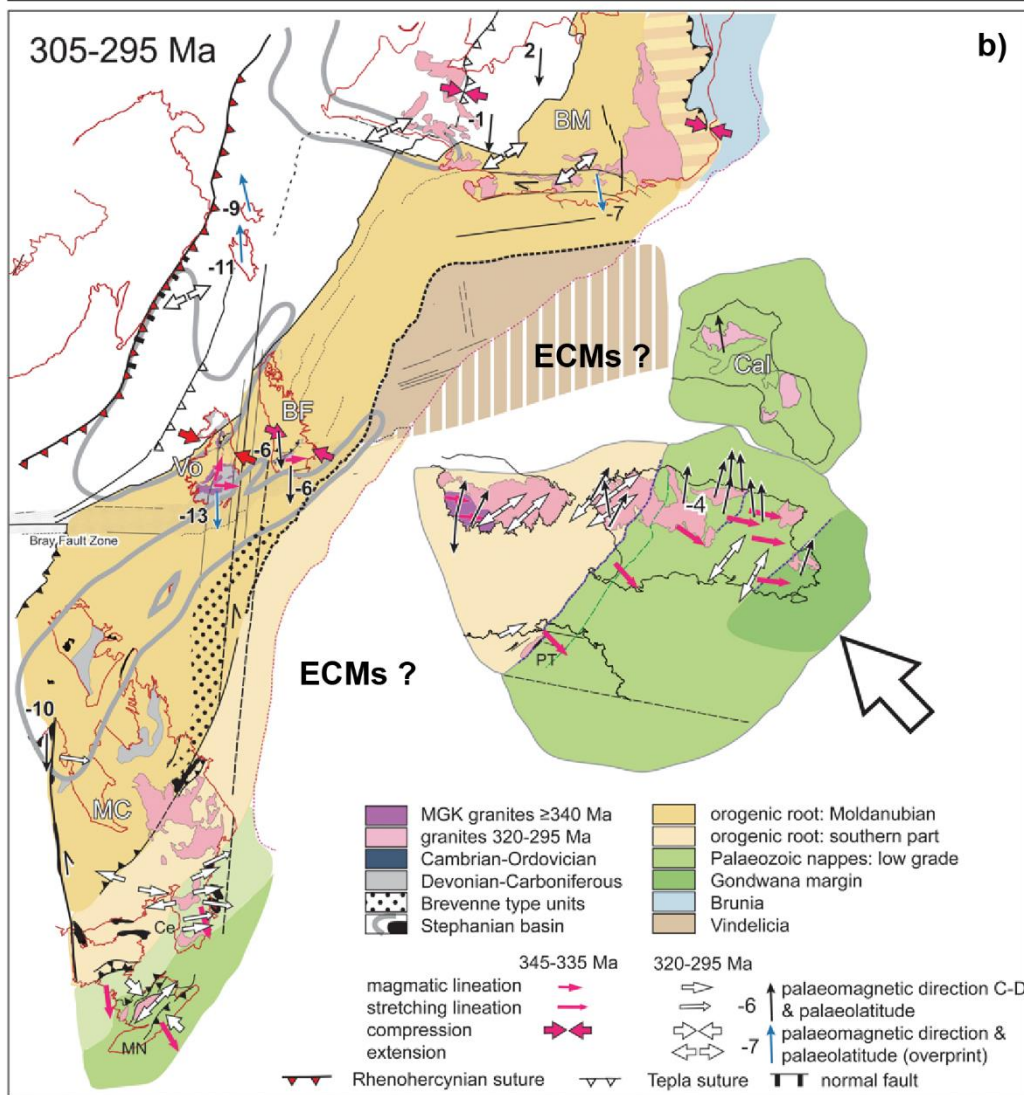 305-295 Ma
b)
2
-1
BM
-7
-9
-11
ECMs ?
Cal
BF
-6
Vo
-6
-4
-13
Bray Fault Zone
ECMs ?
PT
-10
MC
Ce
MN
MGK granites ≥340 Ma
granites 320-295 Ma
Cambrian-Ordovician
Devonian-Carboniferous
Brevenne type units
Stephanian basin
orogenic root: Moldanubian
orogenic root: southern part
Palaeozoic nappes: low grade
Gondwana margin
Brunia
Vindelicia
345-335 Ma 320-295 Ma
magmatic lineation
stretching lineation
compression
extension
-6 palaeomagnetic direction C-D
& palaeolatitude
-7 palaeomagnetic direction &
palaeolatitude (overprint)
Rhenohercynian suture Tepla suture normal fault